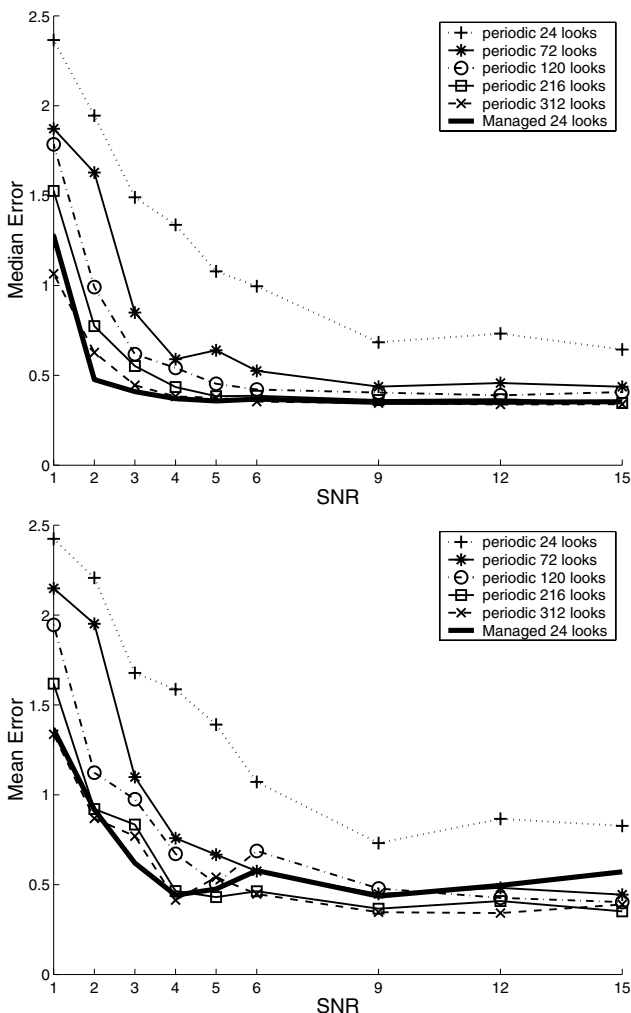 2.5
2
1.5
1
0.5
0
Median Error
periodic 24 looks
periodic 72 looks
periodic 120 looks
periodic 216 looks
periodic 312 looks
Managed 24 looks
1 2 3 4 5 6 9 12 15
SNR
2.5
2
1.5
1
0.5
0
Mean Error
periodic 24 looks
periodic 72 looks
periodic 120 looks
periodic 216 looks
periodic 312 looks
Managed 24 looks
1 2 3 4 5 6 9 12 15
SNR